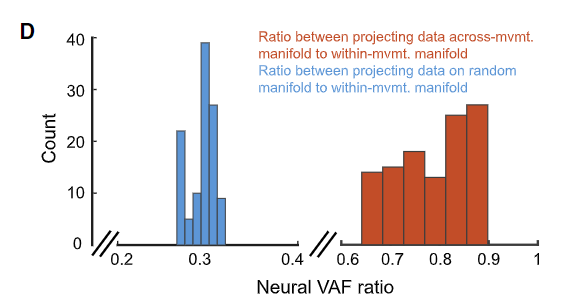 D
Ratio between projecting data across-mvmt.
manifold to within-mvmt. manifold
Ratio between projecting data on random
manifold to within-mvmt. manifold
Count
40
30
20
10
0
0.2 0.3 0.4 0.6 0.7 0.8 0.9 1
Neural VAF ratio